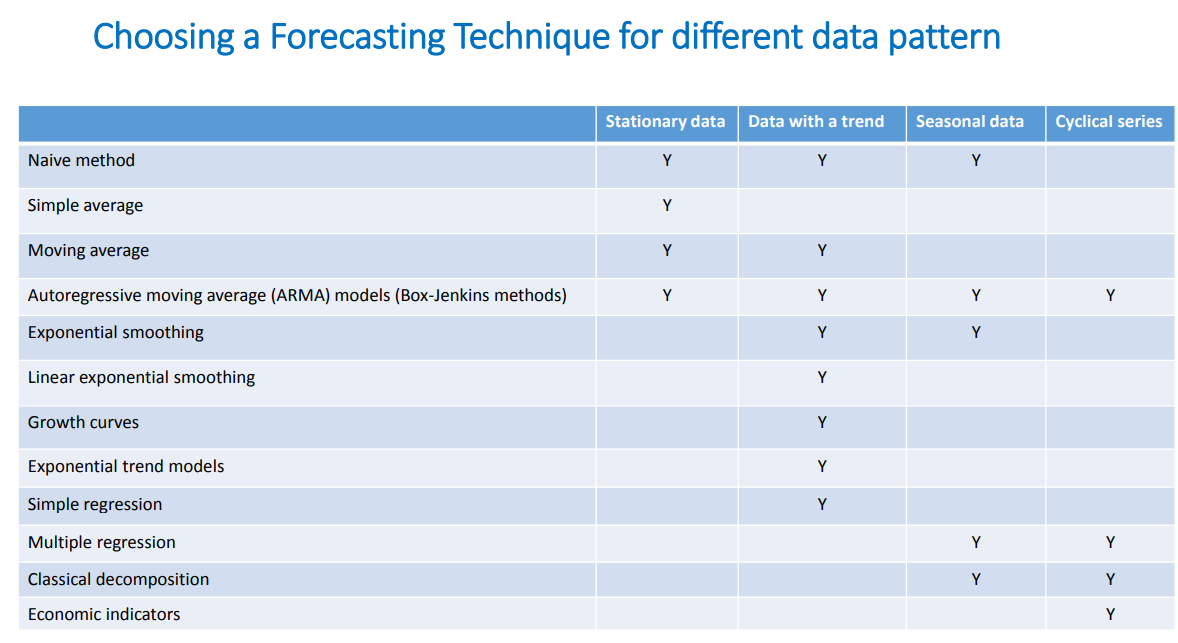 Choosing a Forecasting Technique for different data pattern
Stationary data Data with a trend Seasonal data Cyclical series
Naive method Y Y Y
Simple average Y
Moving average Y Y
Autoregressive moving average (ARMA) models (Box-Jenkins methods) Y Y Y Y
Exponential smoothing Y Y
Linear exponential smoothing Y
Growth curves Y
Exponential trend models Y
Simple regression Y
Multiple regression Y Y
Classical decomposition Y Y
Economic indicators Y